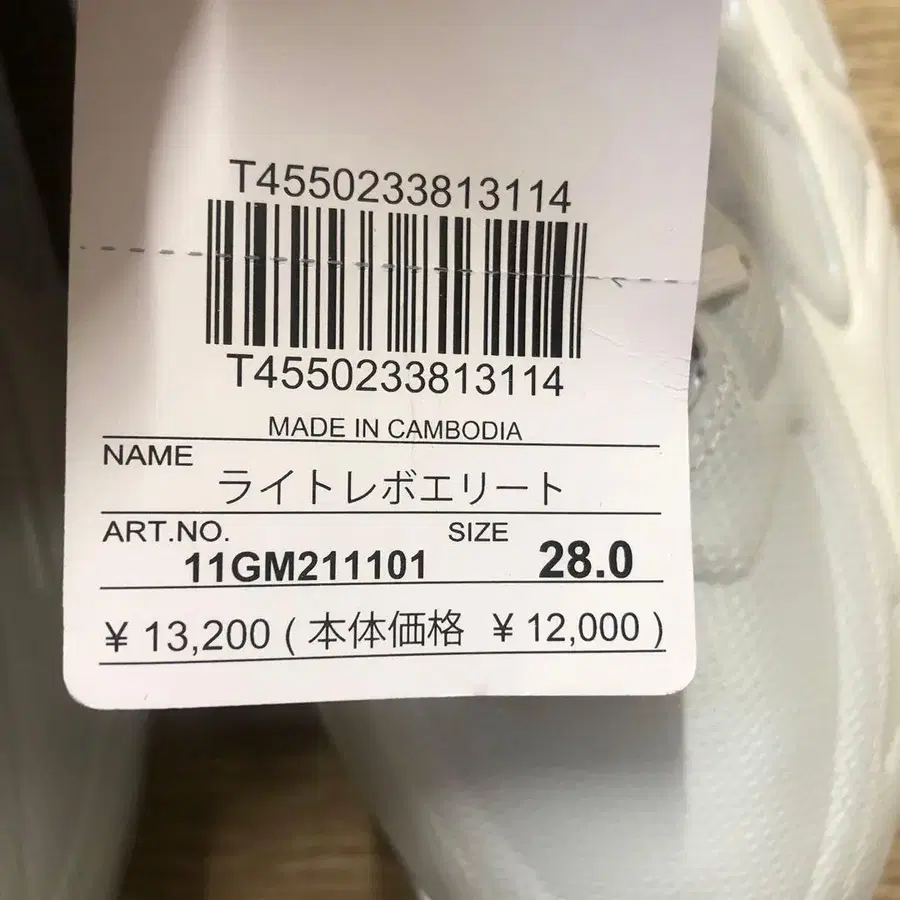 T4550233813114
T4550233813114
MADE IN CAMBODIA
NAME
ライトレボエリート
ART.NO. SIZE
11GM211101 28.0
¥ 13,200 ( 本体価格 ¥ 12,000 )